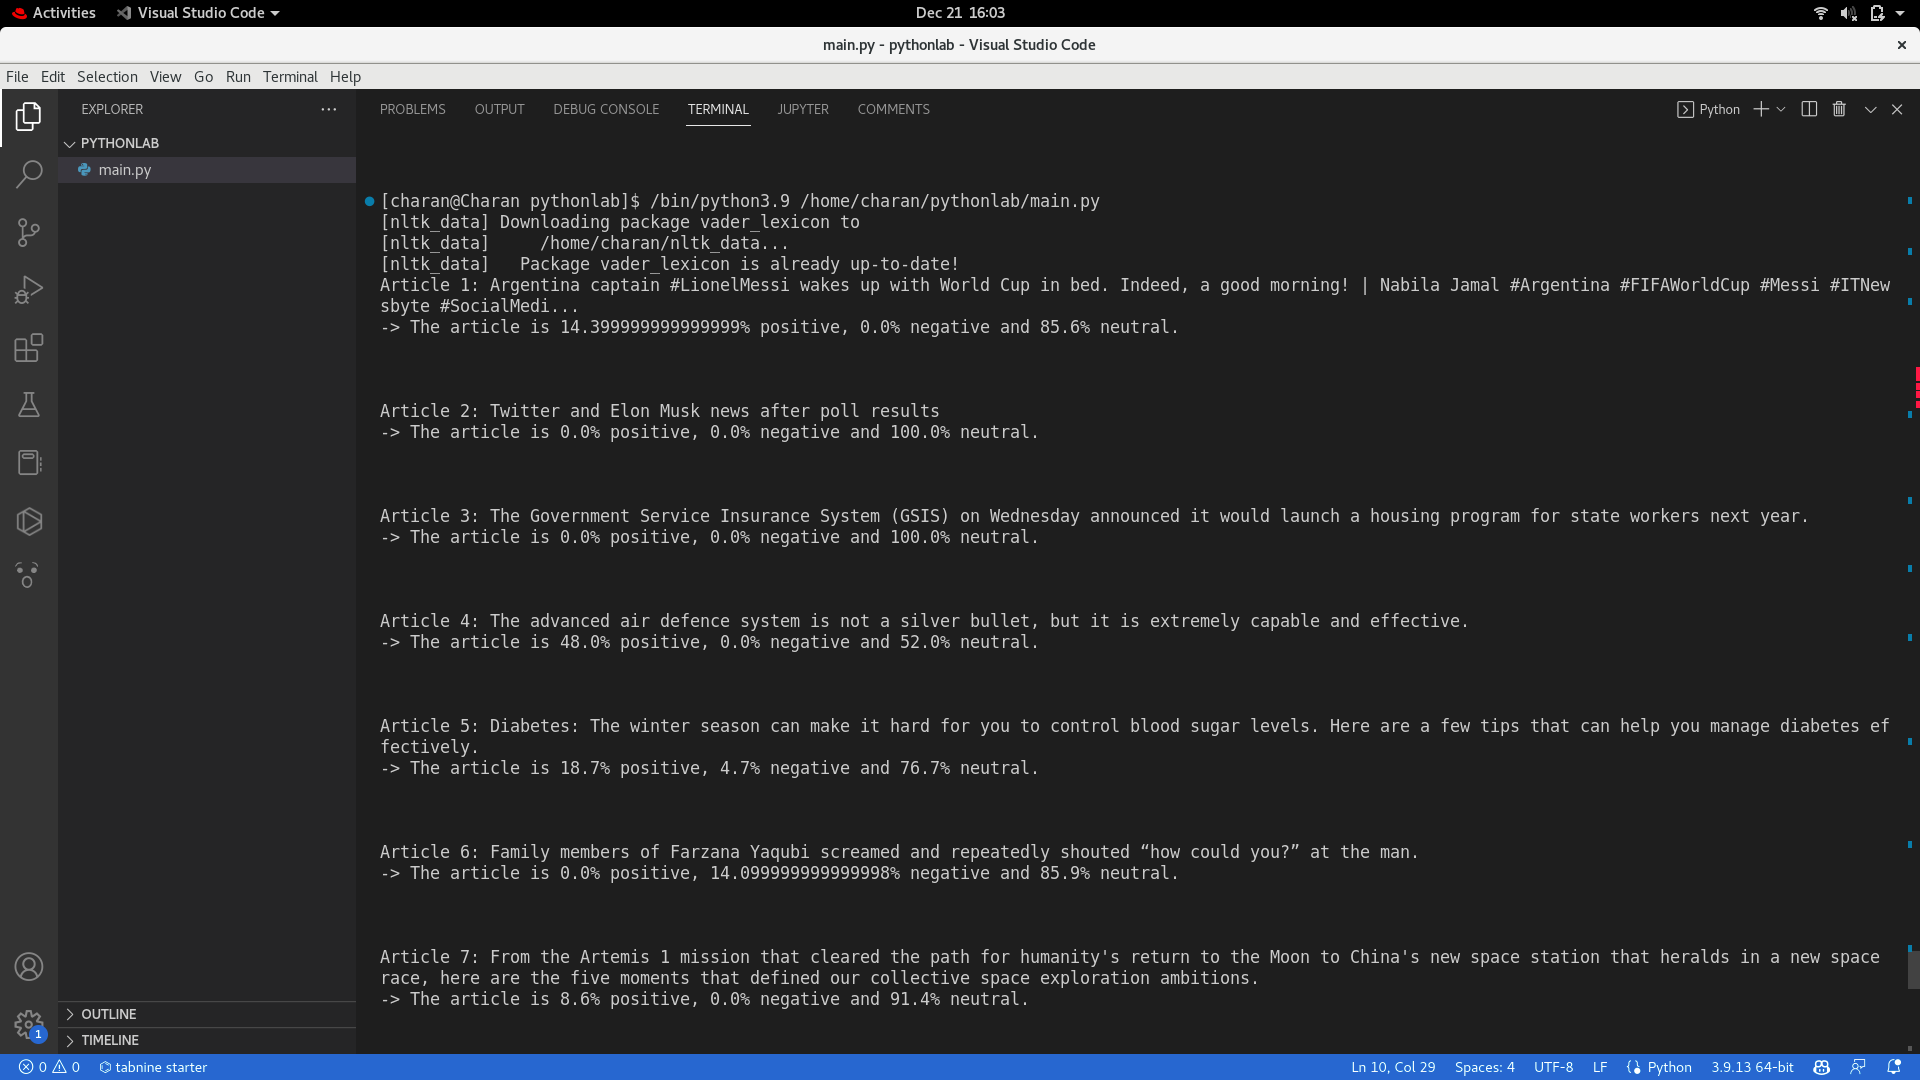 Activities Visual Studio Code Dec 21 16:03
main.py - pythonlab - Visual Studio Code
File Edit Selection View Go Run Terminal Help
EXPLORER
PROBLEMS OUTPUT DEBUG CONSOLE TERMINAL JUPYTER COMMENTS Python
PYTHONLAB
main.py
[charan@Charan pythonlab]$ /bin/python3.9 /home/charan/pythonlab/main.py
[nltk_data] Downloading package vader_lexicon to
[nltk_data]     /home/charan/nltk_data...
[nltk_data]   Package vader_lexicon is already up-to-date!
Article 1: Argentina captain #LionelMessi wakes up with World Cup in bed. Indeed, a good morning! | Nabila Jamal #Argentina #FIFAWorldCup #Messi #ITNew
sbyte #SocialMedi...
-> The article is 14.399999999999999% positive, 0.0% negative and 85.6% neutral.
Article 2: Twitter and Elon Musk news after poll results
-> The article is 0.0% positive, 0.0% negative and 100.0% neutral.
Article 3: The Government Service Insurance System (GSIS) on Wednesday announced it would launch a housing program for state workers next year.
-> The article is 0.0% positive, 0.0% negative and 100.0% neutral.
Article 4: The advanced air defence system is not a silver bullet, but it is extremely capable and effective.
-> The article is 48.0% positive, 0.0% negative and 52.0% neutral.
Article 5: Diabetes: The winter season can make it hard for you to control blood sugar levels. Here are a few tips that can help you manage diabetes ef
fectively.
-> The article is 18.7% positive, 4.7% negative and 76.7% neutral.
Article 6: Family members of Farzana Yaqubi screamed and repeatedly shouted “how could you?” at the man.
-> The article is 0.0% positive, 14.099999999999998% negative and 85.9% neutral.
Article 7: From the Artemis 1 mission that cleared the path for humanity's return to the Moon to China's new space station that heralds in a new space
race, here are the five moments that defined our collective space exploration ambitions.
-> The article is 8.6% positive, 0.0% negative and 91.4% neutral.
OUTLINE
TIMELINE
1
0 0 tabnine starter Ln 10, Col 29 Spaces: 4 UTF-8 LF Python 3.9.13 64-bit